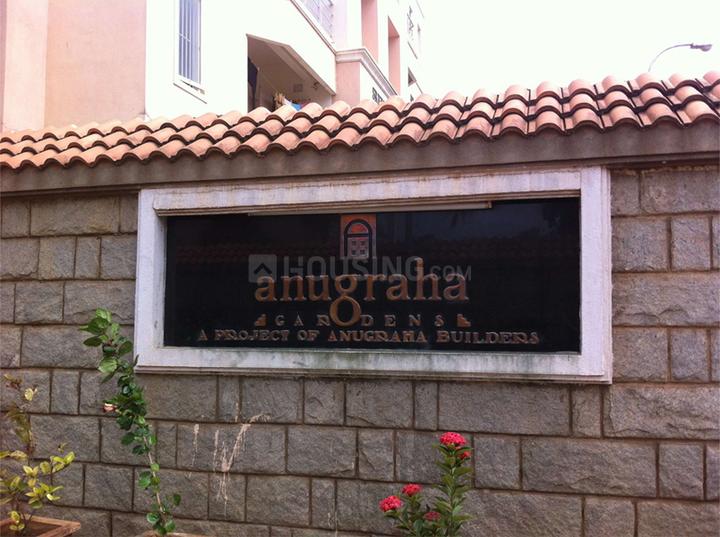 HOUSING.COM
anugraha
GARDENS
A PROJECT OF ANUGRAHA BUILDERS